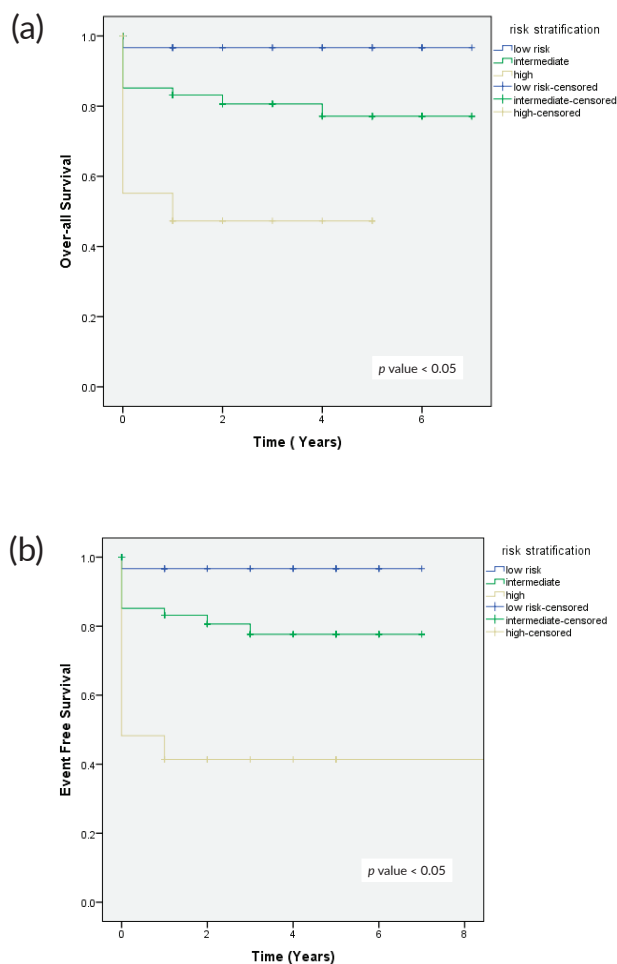 (a)
risk stratification
low risk
intermediate
high
low risk-censored
intermediate-censored
high-censored
1.0
0.8
0.6
0.4
0.2
0.0
Over-all Survival
p value < 0.05
0 2 4 6
Time ( Years)
(b)
risk stratification
low risk
intermediate
high
low risk-censored
intermediate-censored
high-censored
1.0
0.8
0.6
0.4
0.2
0.0
Event Free Survival
p value < 0.05
0 2 4 6 8
Time (Years)